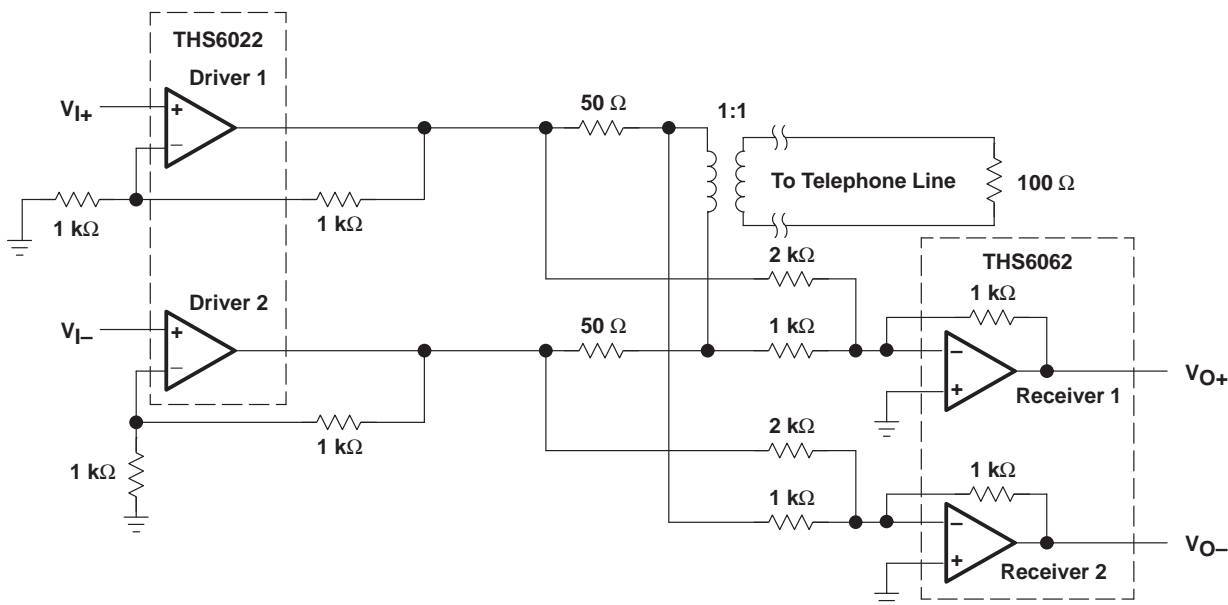 THS6022
Driver 1
V_I+
+
−
1 kΩ
1 kΩ
50 Ω
1:1
To Telephone Line
100 Ω
Driver 2
V_I−
+
−
1 kΩ
1 kΩ
50 Ω
2 kΩ
1 kΩ
THS6062
1 kΩ
−
+
Receiver 1
V_O+
2 kΩ
1 kΩ
1 kΩ
−
+
Receiver 2
V_O−